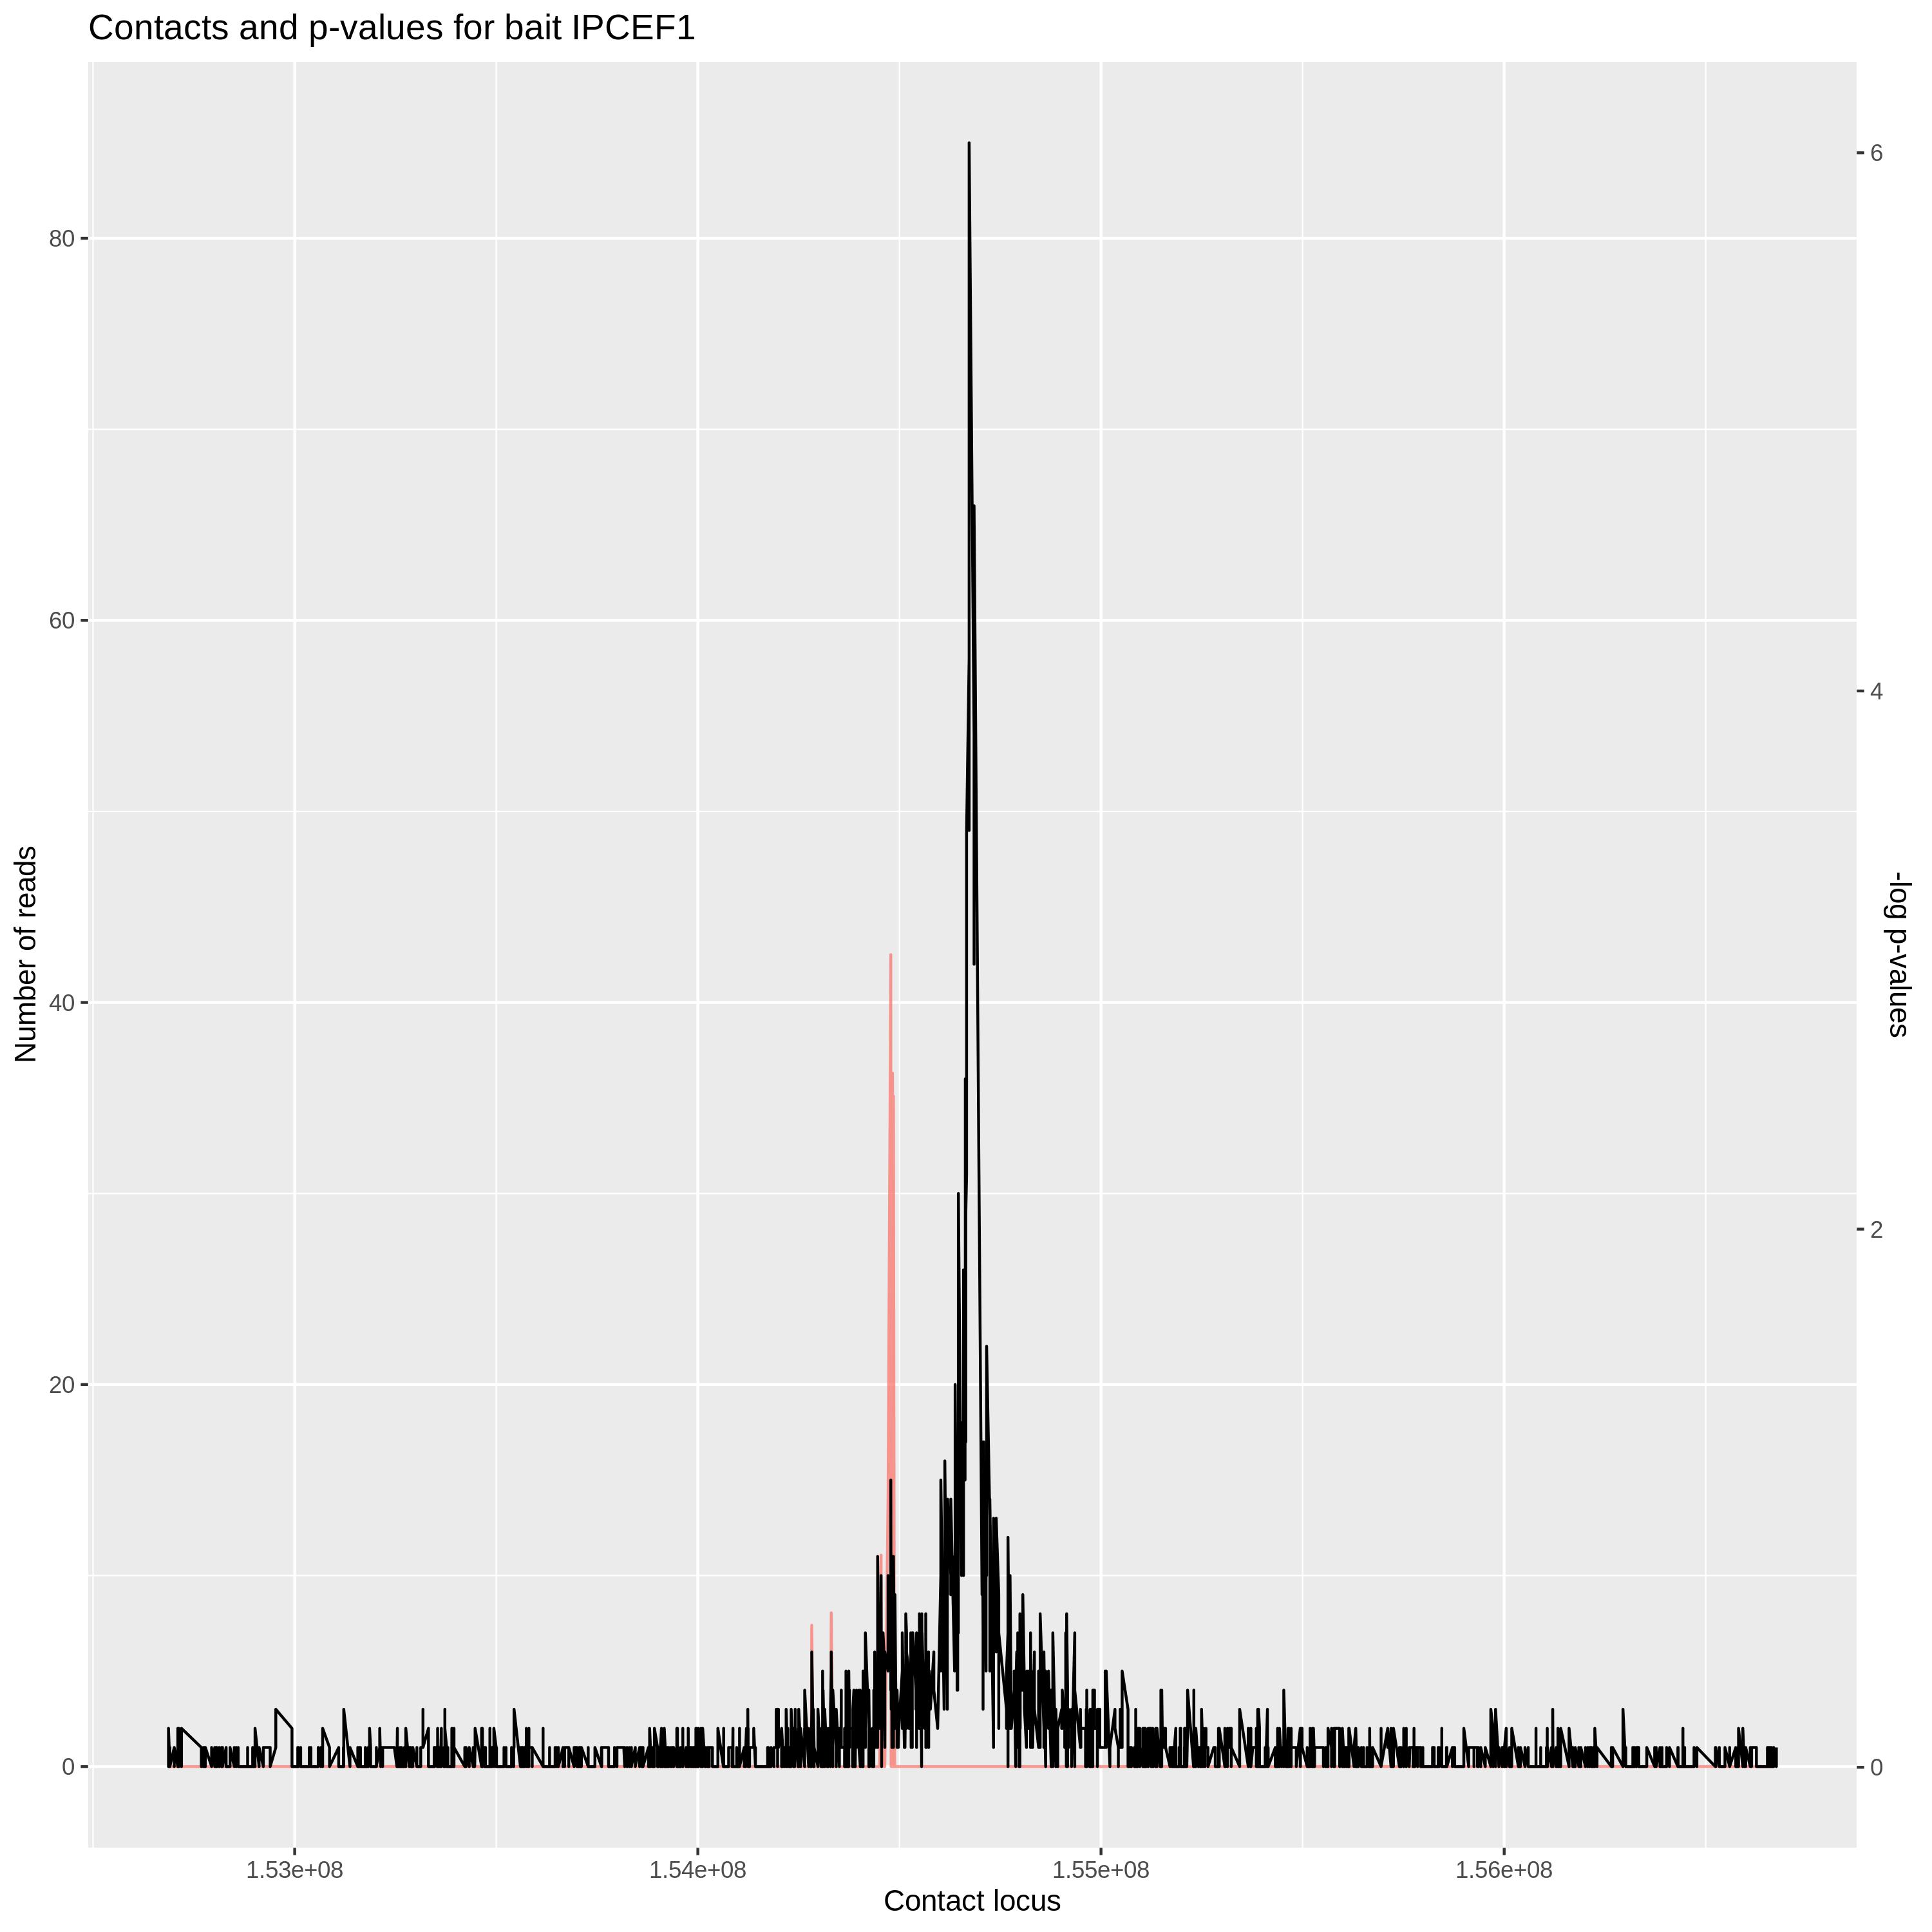 Contacts and p-values for bait IPCEF1
Number of reads
80
60
40
20
0
-log p-values
6
4
2
0
1.53e+08
1.54e+08
1.55e+08
1.56e+08
Contact locus